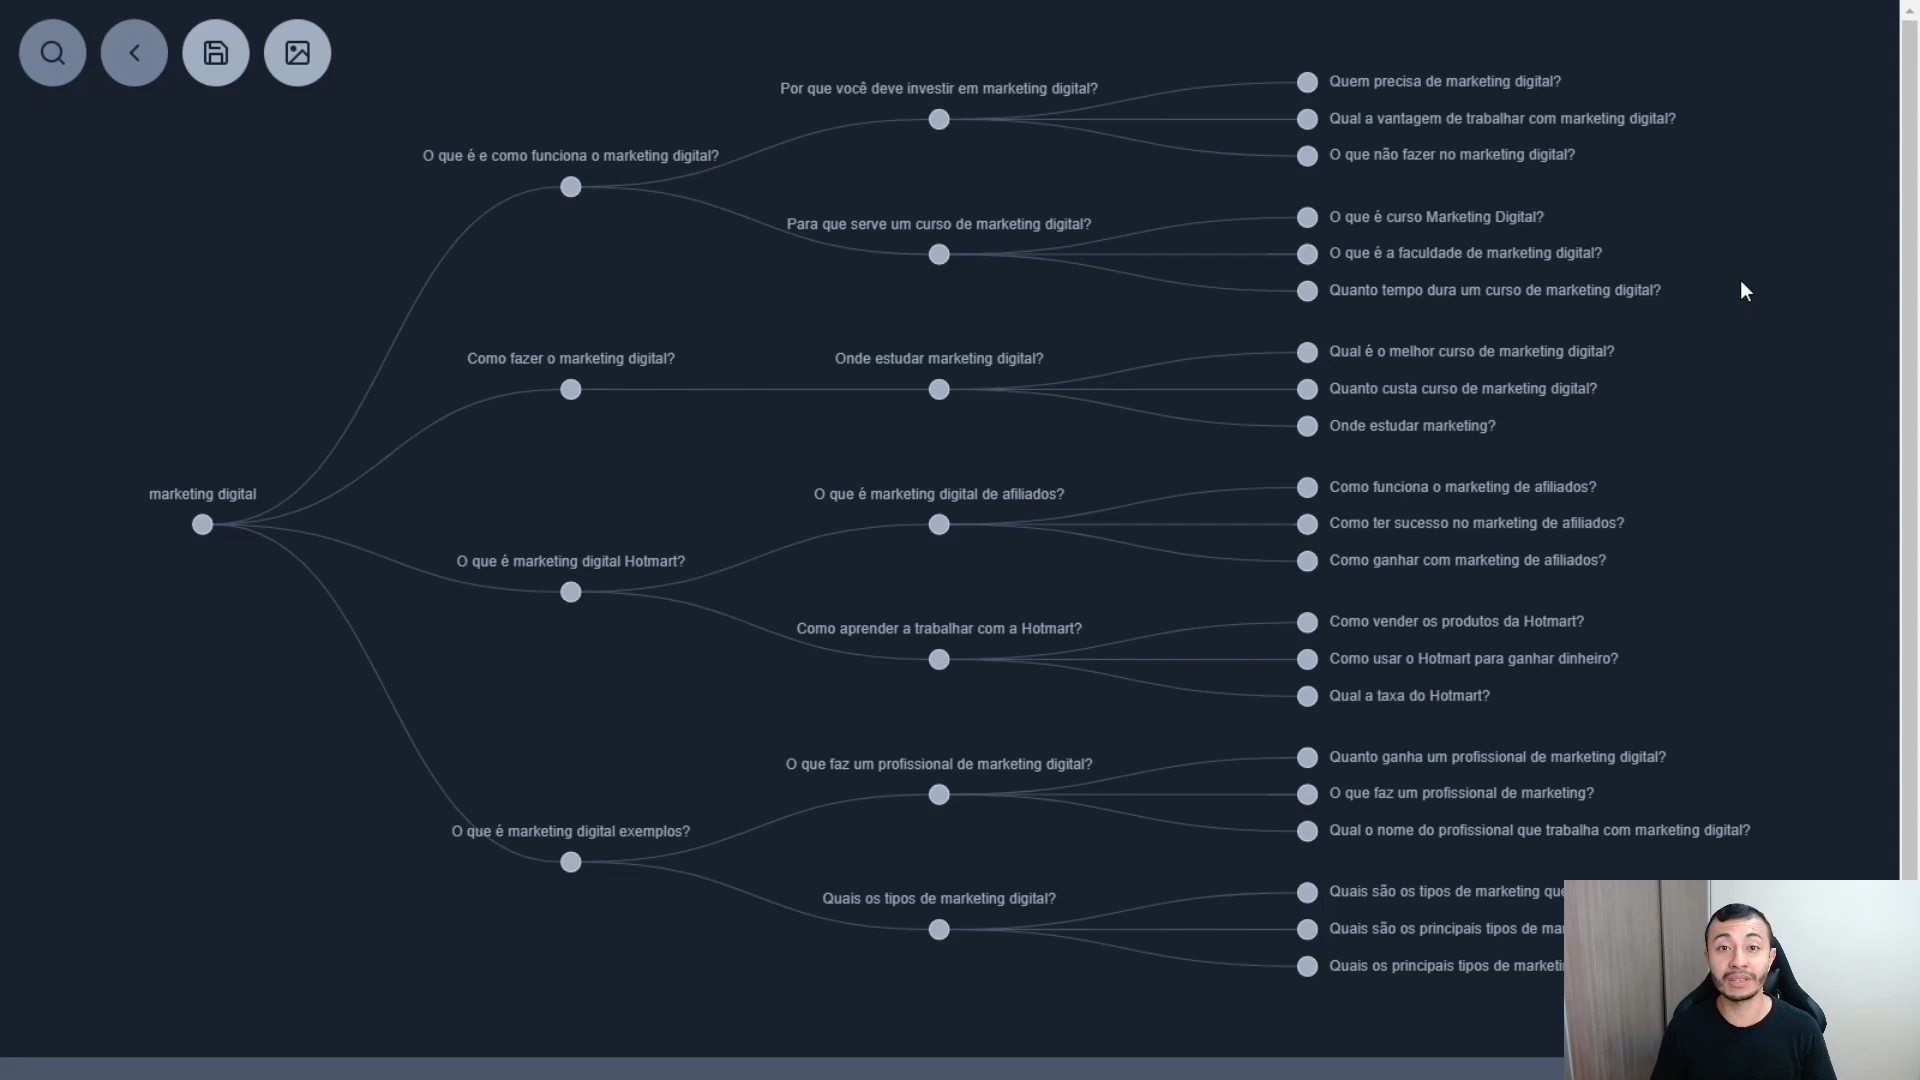 marketing digital
O que é e como funciona o marketing digital?
Por que você deve investir em marketing digital?
Quem precisa de marketing digital?
Qual a vantagem de trabalhar com marketing digital?
O que não fazer no marketing digital?
Para que serve um curso de marketing digital?
O que é curso Marketing Digital?
O que é a faculdade de marketing digital?
Quanto tempo dura um curso de marketing digital?
Como fazer o marketing digital?
Onde estudar marketing digital?
Qual é o melhor curso de marketing digital?
Quanto custa curso de marketing digital?
Onde estudar marketing?
O que é marketing digital Hotmart?
O que é marketing digital de afiliados?
Como funciona o marketing de afiliados?
Como ter sucesso no marketing de afiliados?
Como ganhar com marketing de afiliados?
Como aprender a trabalhar com a Hotmart?
Como vender os produtos da Hotmart?
Como usar o Hotmart para ganhar dinheiro?
Qual a taxa do Hotmart?
O que é marketing digital exemplos?
O que faz um profissional de marketing digital?
Quanto ganha um profissional de marketing digital?
O que faz um profissional de marketing?
Qual o nome do profissional que trabalha com marketing digital?
Quais os tipos de marketing digital?
Quais são os tipos de marketing que
Quais são os principais tipos de
Quais os principais tipos de